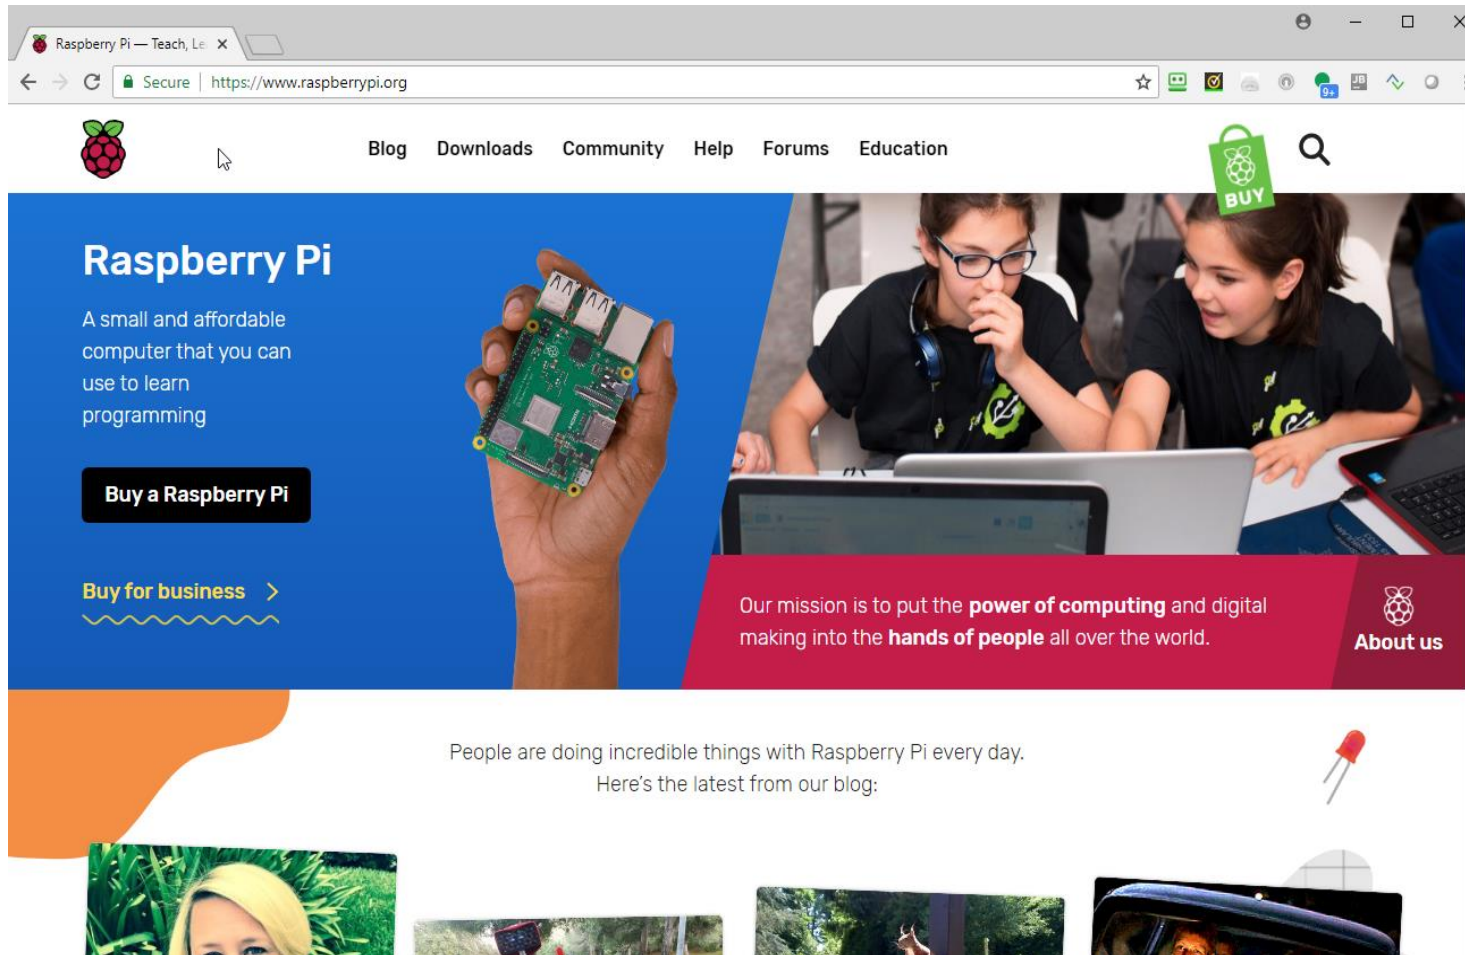 Raspberry Pi — Teach, Le
Secure
https://www.raspberrypi.org
9+
JB
Blog
Downloads
Community
Help
Forums
Education
BUY
Raspberry Pi
A small and affordable
computer that you can
use to learn
programming
Buy a Raspberry Pi
Buy for business
Our mission is to put the power of computing and digital
making into the hands of people all over the world.
About us
People are doing incredible things with Raspberry Pi every day.
Here’s the latest from our blog: